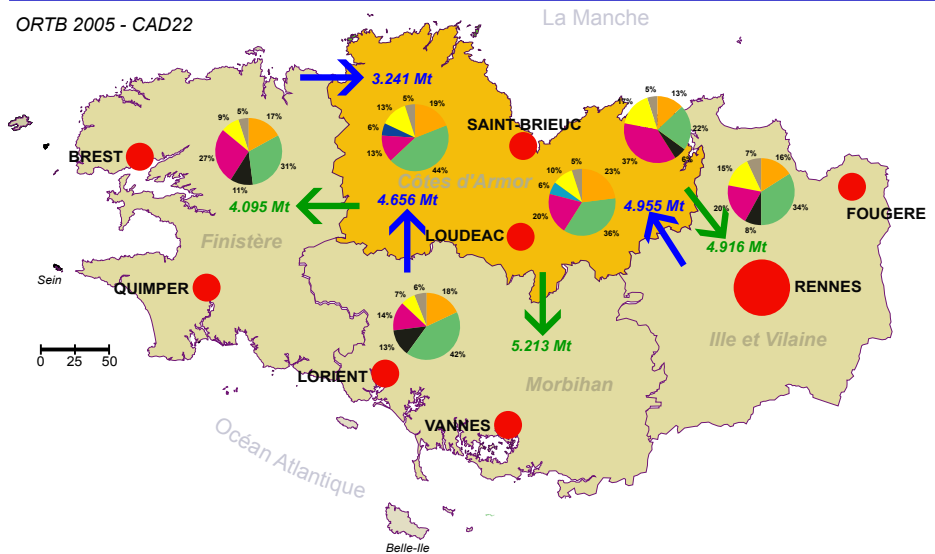 La Manche
ORTB 2005 - CAD22
3.241 Mt
5%
17%
31%
11%
27%
9%
5%
19%
44%
13%
6%
13%
SAINT-BRIEUC
5%
13%
22%
6%
37%
17%
BREST
Côtes d'Armor
5%
23%
36%
20%
6%
10%
7%
16%
34%
8%
20%
15%
FOUGERE
4.095 Mt
4.656 Mt
4.955 Mt
4.916 Mt
Finistère
LOUDEAC
Sein
QUIMPER
6%
18%
42%
13%
14%
7%
RENNES
5.213 Mt
Ille et Vilaine
0 25 50
LORIENT
Morbihan
VANNES
Océan Atlantique
Belle-Ile